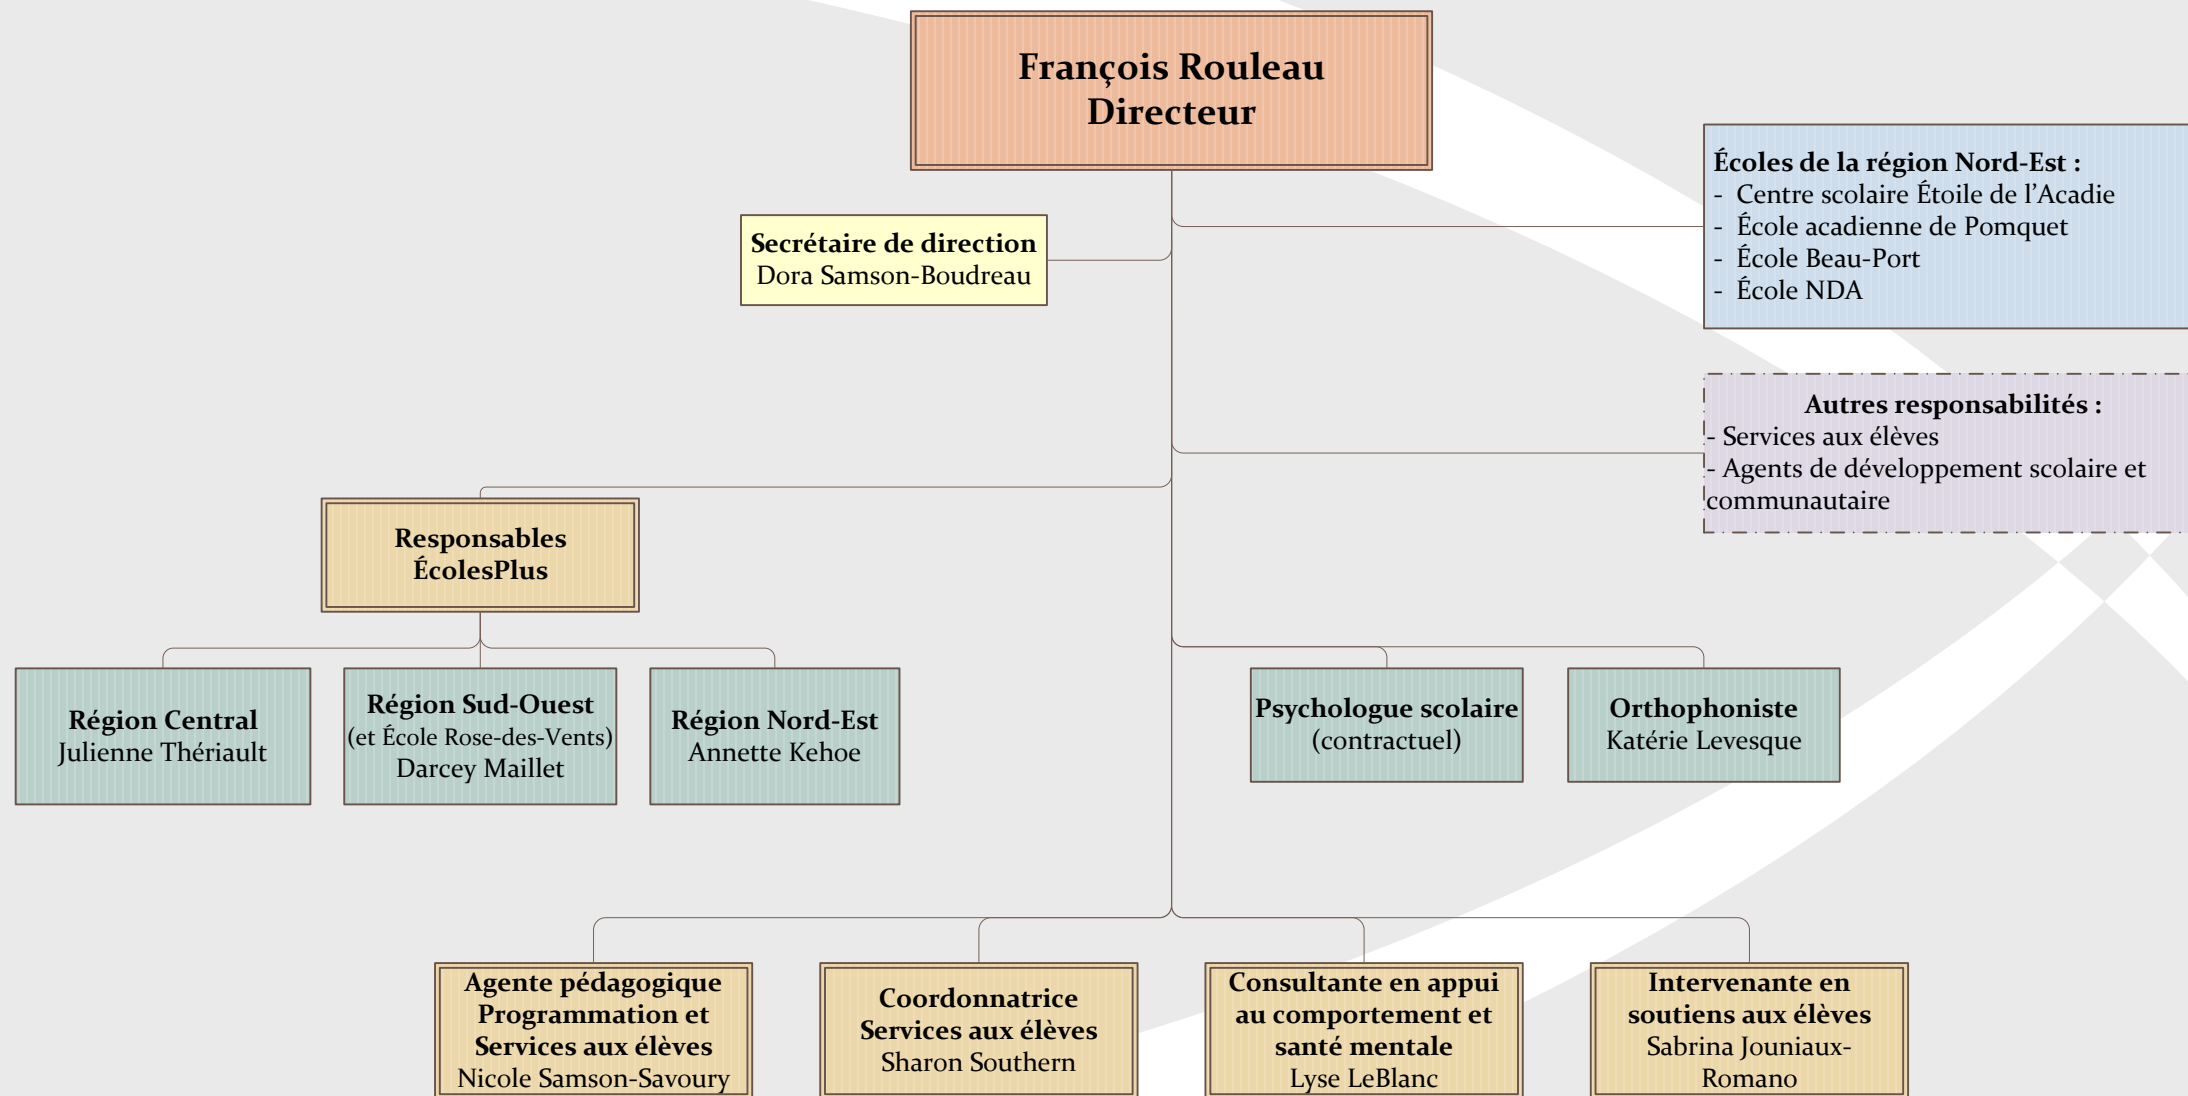 François Rouleau
Directeur
Écoles de la région Nord-Est :
- Centre scolaire Étoile de l’Acadie
- École acadienne de Pomquet
- École Beau-Port
- École NDA
Secrétaire de direction
Dora Samson-Boudreau
Autres responsabilités :
- Services aux élèves
- Agents de développement scolaire et
communautaire
Responsables
ÉcolesPlus
Région Central
Julienne Thériault
Région Sud-Ouest
(et École Rose-des-Vents)
Darcey Maillet
Région Nord-Est
Annette Kehoe
Psychologue scolaire
(contractuel)
Orthophoniste
Katérie Levesque
Agente pédagogique
Programmation et
Services aux élèves
Nicole Samson-Savoury
Coordonnatrice
Services aux élèves
Sharon Southern
Consultante en appui
au comportement et
santé mentale
Lyse LeBlanc
Intervenante en
soutiens aux élèves
Sabrina Jouniaux-
Romano